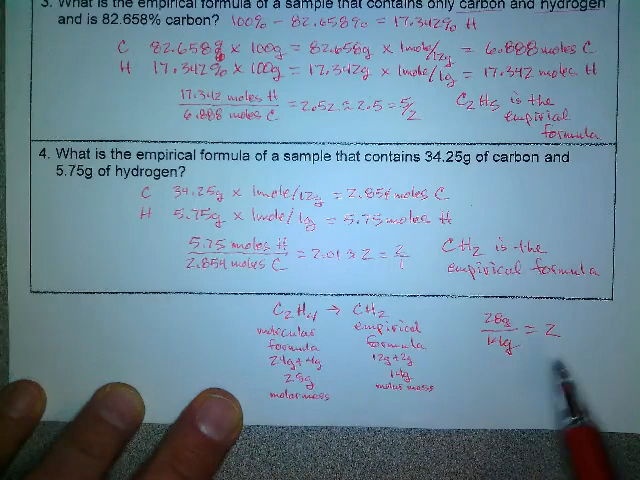 3. What is the empirical formula of a sample that contains only carbon and hydrogen
and is 82.658% carbon? 100% - 82.658% = 17.342% H
C 82.658% x 100g = 82.658g x 1mole/12g = 6.888 moles C
H 17.342% x 100g = 17.342g x 1mole/1g = 17.342 moles H
17.342 moles H
6.888 moles C
= 2.52 ≈ 2.5 = 5/2
C2H5 is the
empirical
formula
4. What is the empirical formula of a sample that contains 34.25g of carbon and
5.75g of hydrogen?
C 34.25g x 1mole/12g = 2.854 moles C
H 5.75g x 1mole/1g = 5.75 moles H
5.75 moles H
2.854 moles C
= 2.01 ≈ 2 = 2/1
CH2 is the
empirical formula
C2H4 → CH2
molecular
formula
24g + 4g
28g
molar mass
empirical
formula
12g + 2g
14g
molar mass
28g
14g
= 2